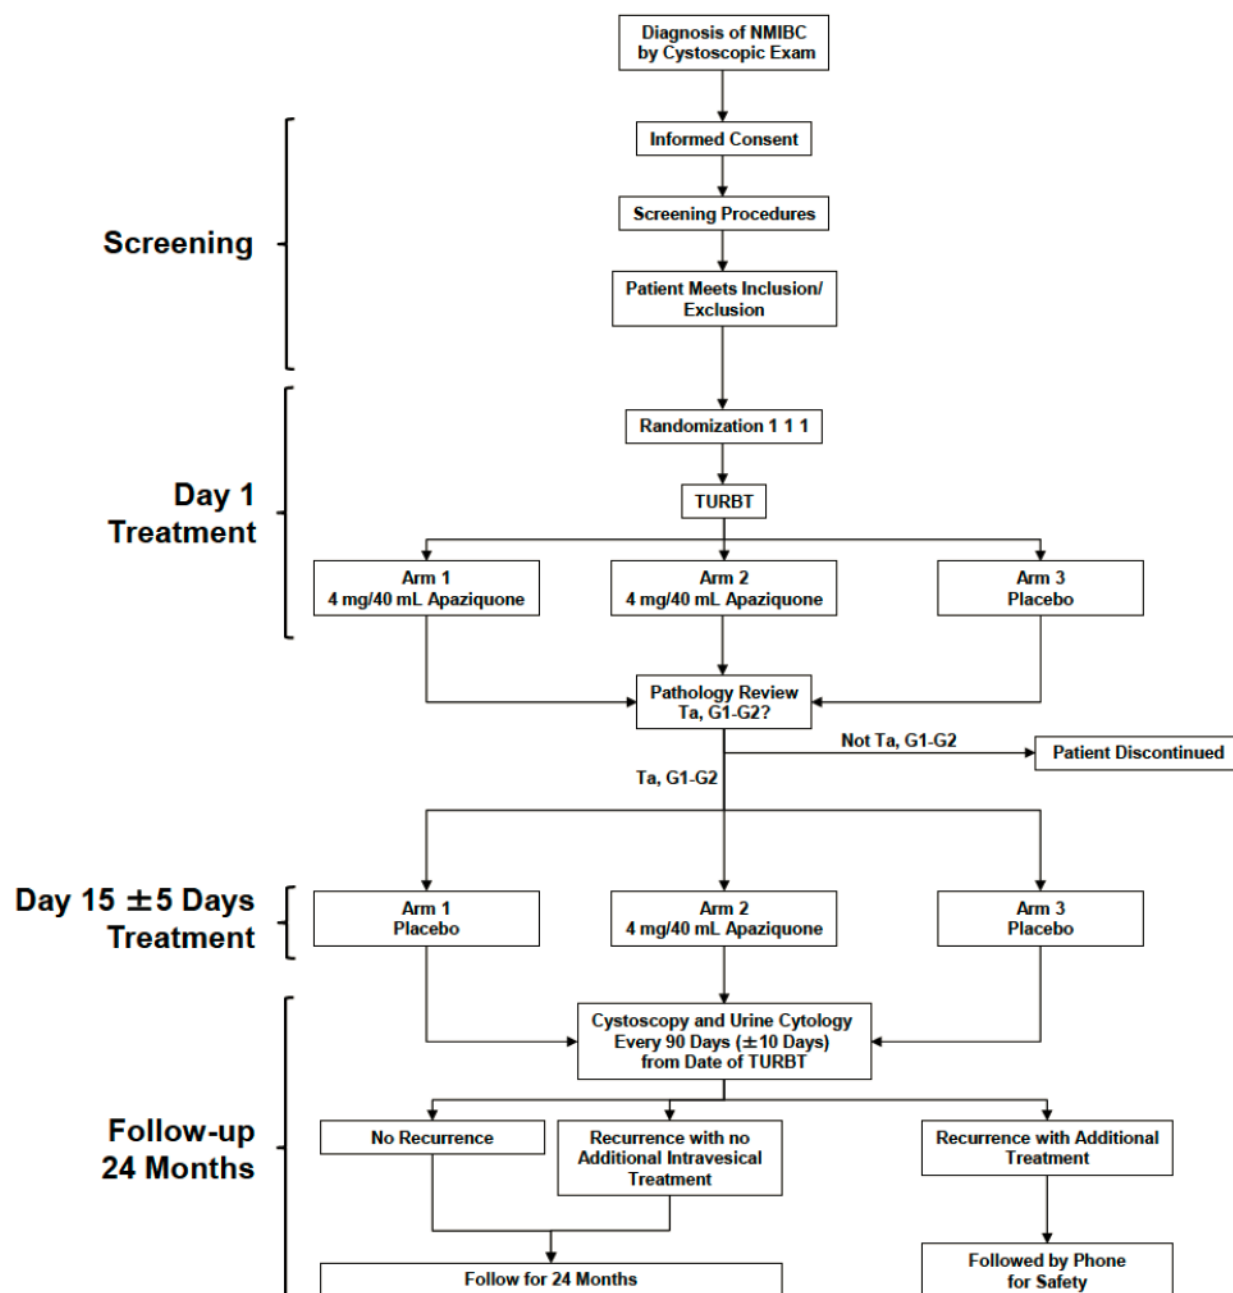 Diagnosis of NMIBC
by Cystoscopic Exam
Informed Consent
Screening Procedures
Patient Meets Inclusion/
Exclusion
Screening
Randomization 1 1 1
TURBT
Day 1
Treatment
Arm 1
4 mg/40 mL Apaziquone
Arm 2
4 mg/40 mL Apaziquone
Arm 3
Placebo
Pathology Review
Ta, G1-G2?
Not Ta, G1-G2
Patient Discontinued
Ta, G1-G2
Day 15 ±5 Days
Treatment
Arm 1
Placebo
Arm 2
4 mg/40 mL Apaziquone
Arm 3
Placebo
Cystoscopy and Urine Cytology
Every 90 Days (±10 Days)
from Date of TURBT
Follow-up
24 Months
No Recurrence
Recurrence with no
Additional Intravesical
Treatment
Recurrence with Additional
Treatment
Follow for 24 Months
Followed by Phone
for Safety